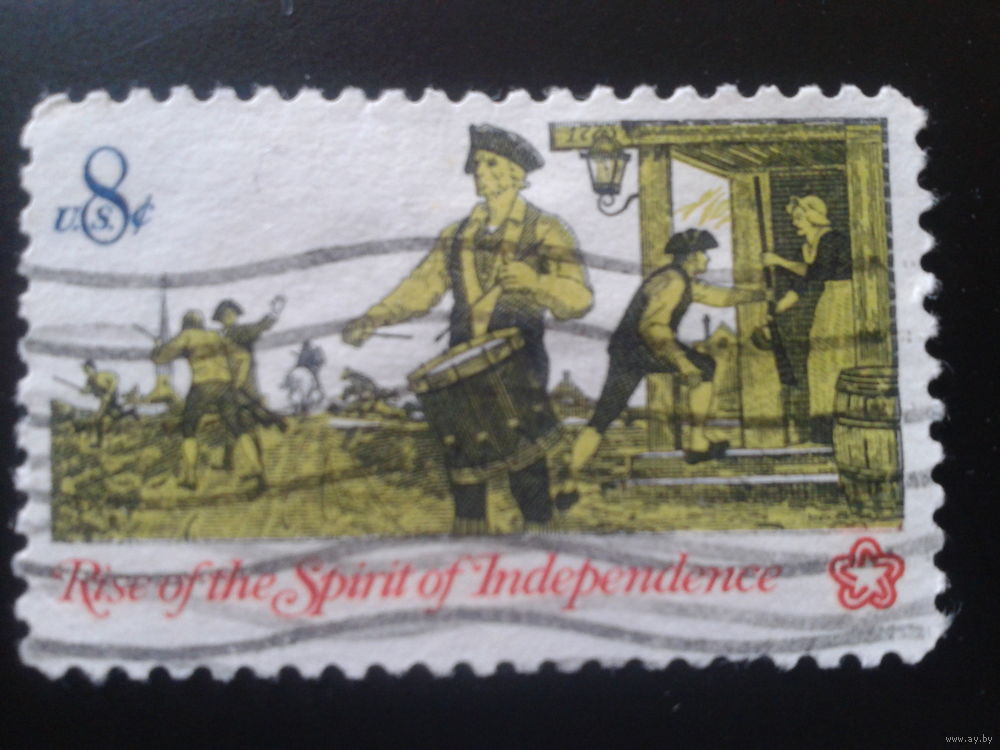 8
U.S. ¢
Rise of the Spirit of Independence
www.ay.by